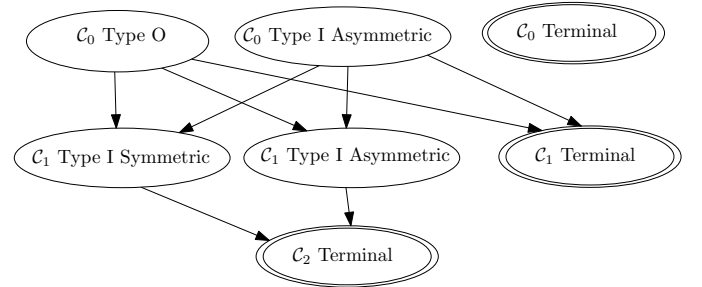 𝒞₀ Type O
𝒞₀ Type I Asymmetric
𝒞₀ Terminal
𝒞₁ Type I Symmetric
𝒞₁ Type I Asymmetric
𝒞₁ Terminal
𝒞₂ Terminal